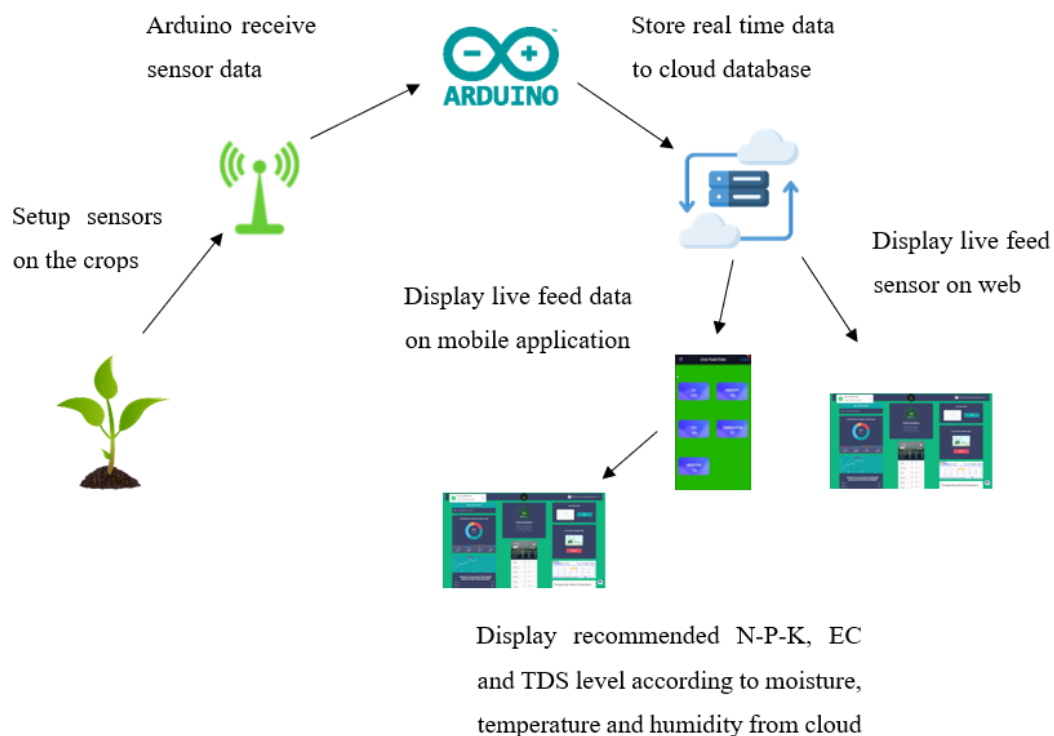 Arduino receive
sensor data
ARDUINO
Store real time data
to cloud database
Setup sensors
on the crops
Display live feed
sensor on web
Display live feed data
on mobile application
Display recommended N-P-K, EC
and TDS level according to moisture,
temperature and humidity from cloud